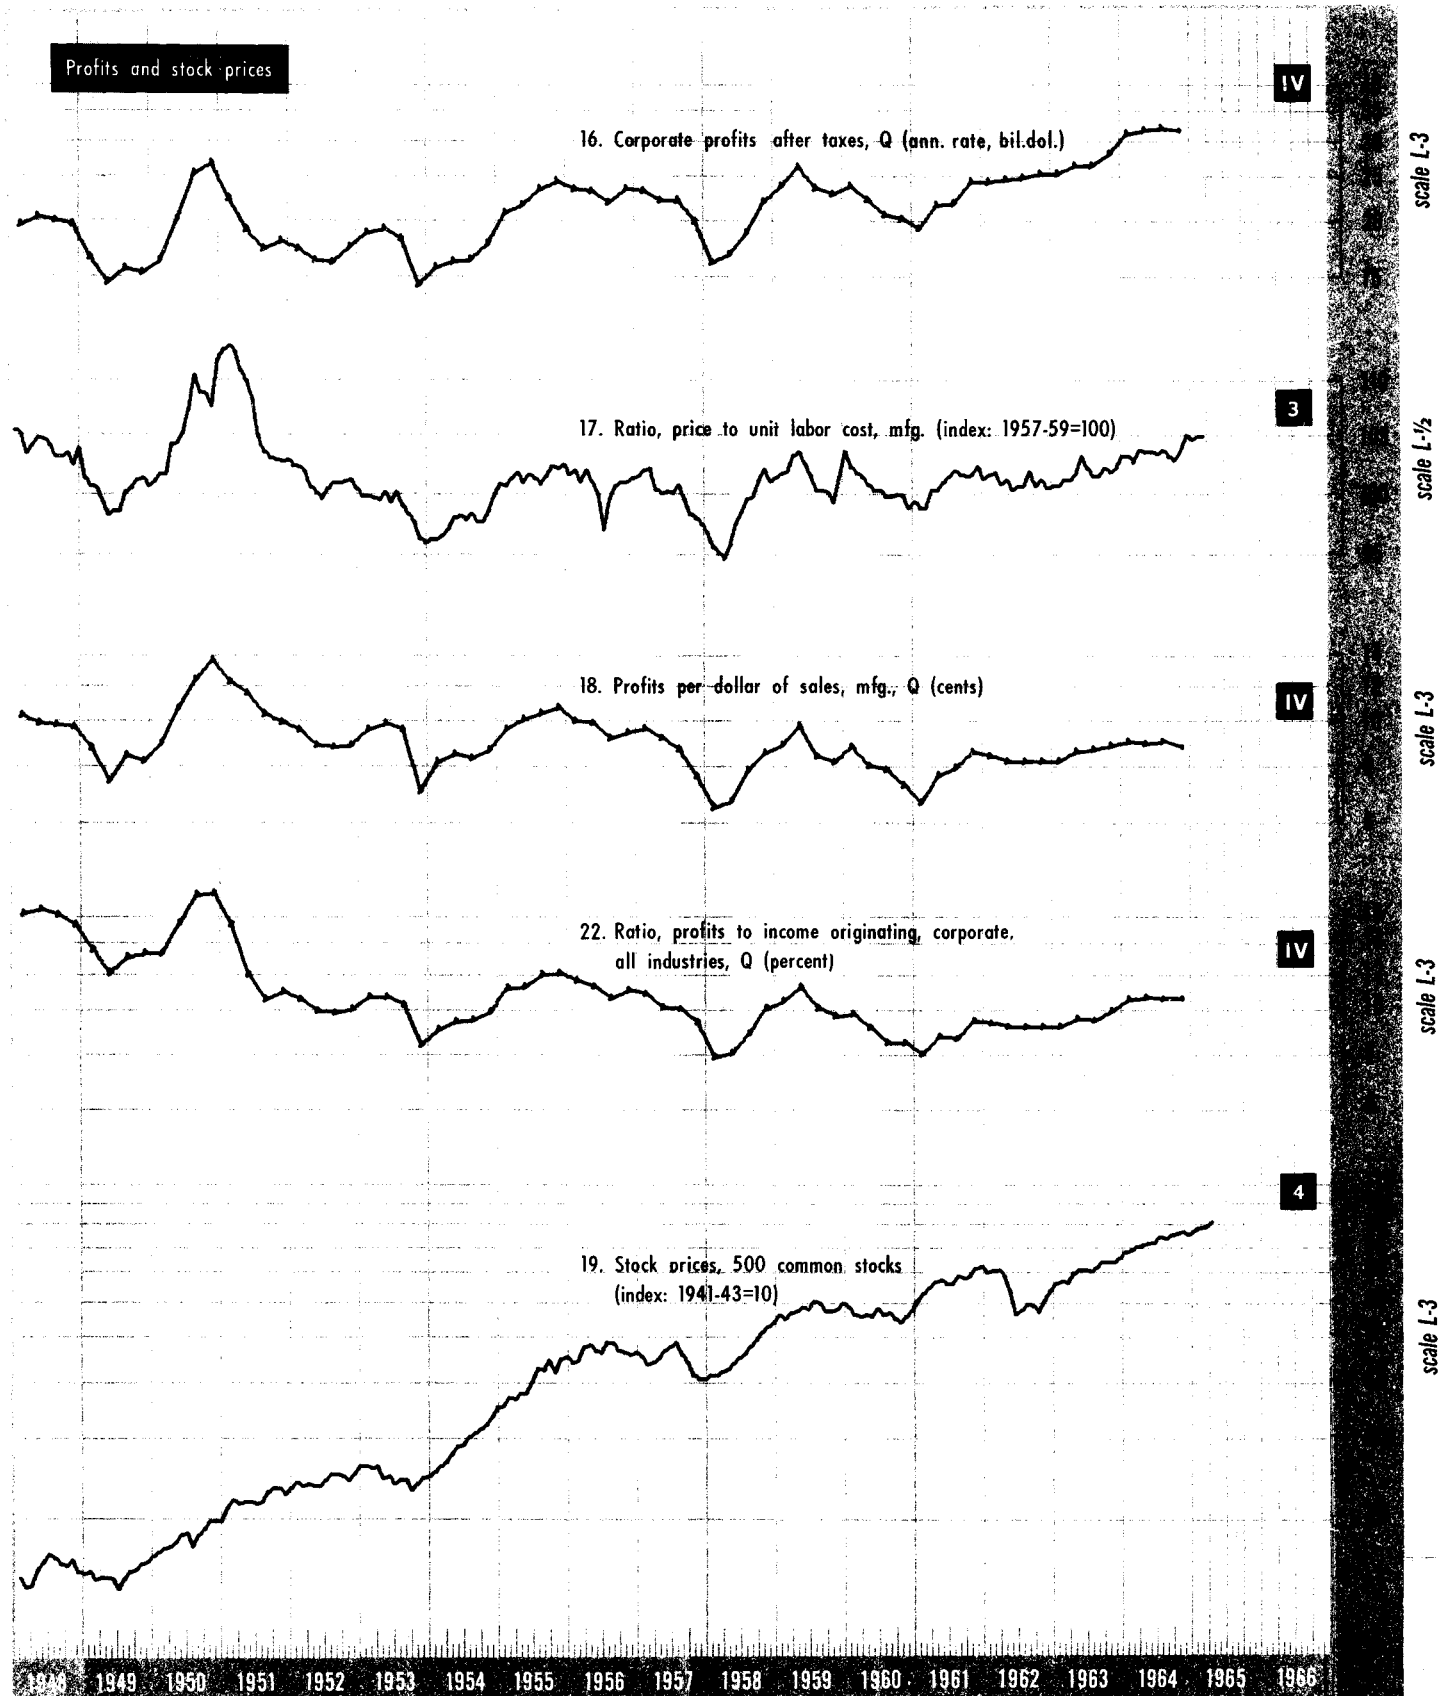 Profits and stock prices
IV
16. Corporate profits after taxes, Q (ann. rate, bil.dol.)
scale L-3
3
17. Ratio, price to unit labor cost, mfg. (index: 1957-59=100)
scale L-½
18. Profits per dollar of sales, mfg., Q (cents)
IV
scale L-3
22. Ratio, profits to income originating, corporate,
all industries, Q (percent)
IV
scale L-3
4
19. Stock prices, 500 common stocks
(index: 1941-43=10)
scale L-3
1948 1949 1950 1951 1952 1953 1954 1955 1956 1957 1958 1959 1960 1961 1962 1963 1964 1965 1966